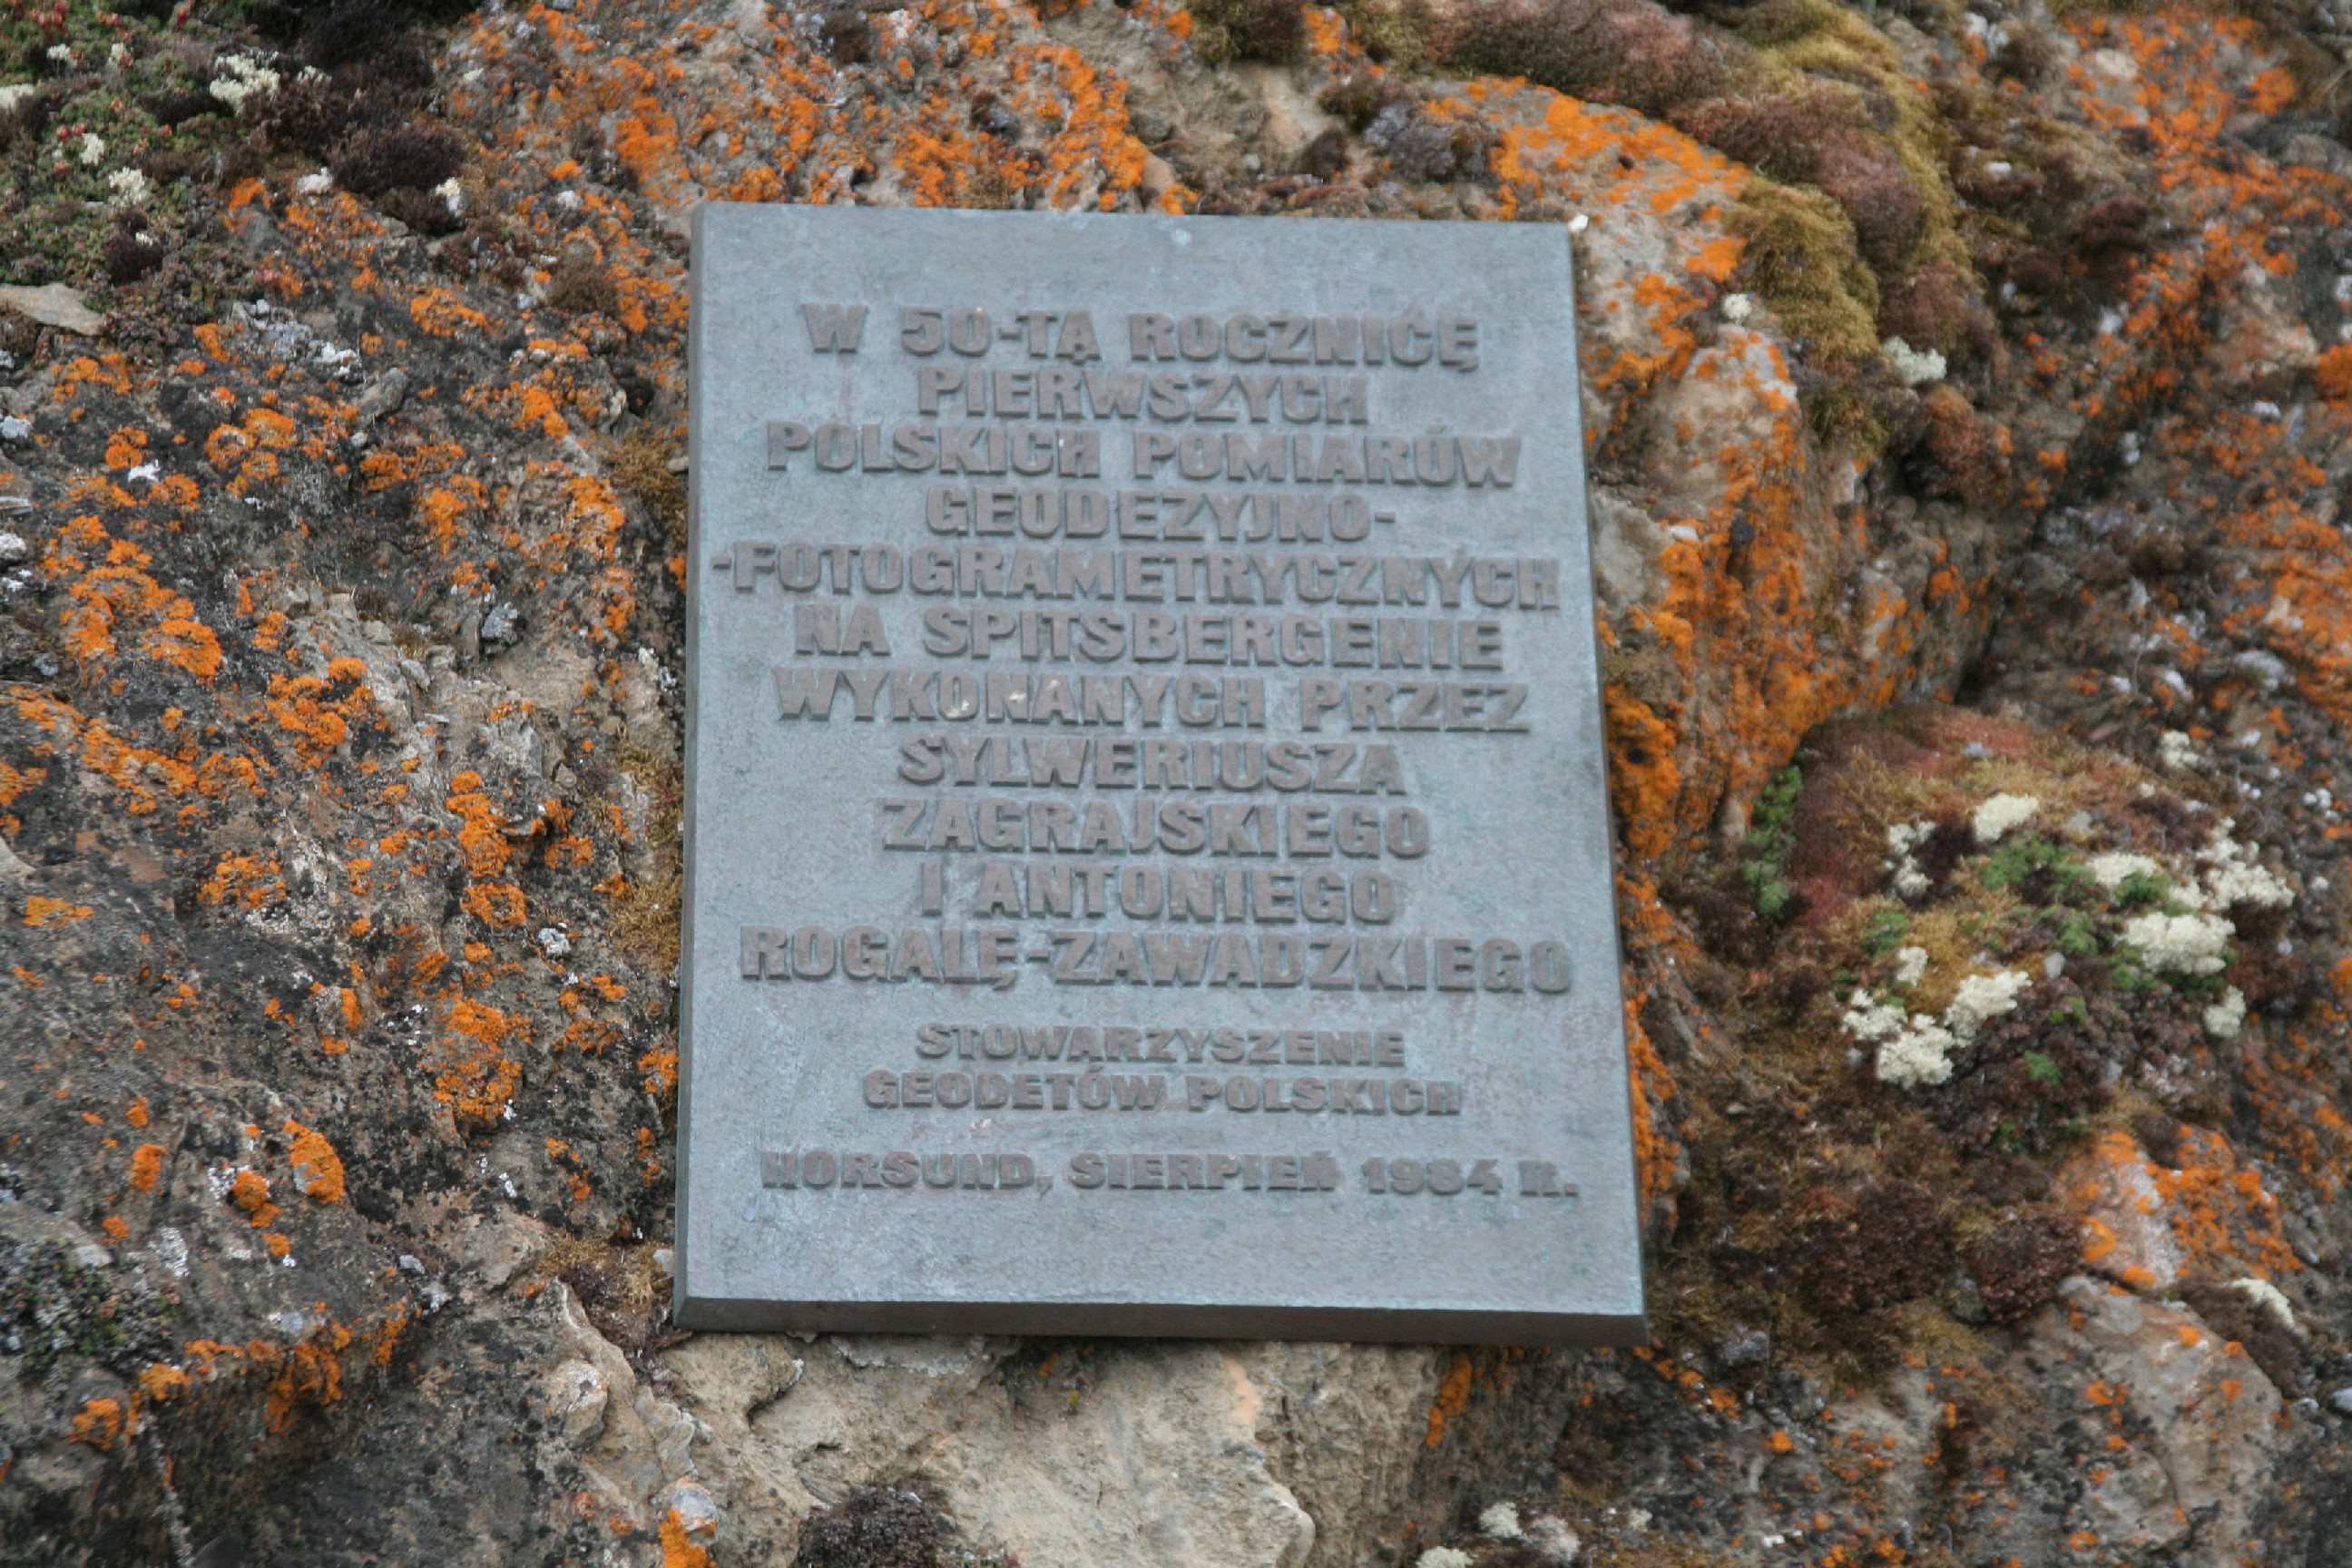 W 50-TĄ ROCZNICĘ
PIERWSZYCH
POLSKICH POMIARÓW
GEODEZYJNO-
-FOTOGRAMETRYCZNYCH
NA SPITSBERGENIE
WYKONANYCH PRZEZ
SYLWERIUSZA
ZAGRAJSKIEGO
I ANTONIEGO
ROGALĘ-ZAWADZKIEGO
STOWARZYSZENIE
GEODETÓW POLSKICH
HORSUND, SIERPIEŃ 1984 R.